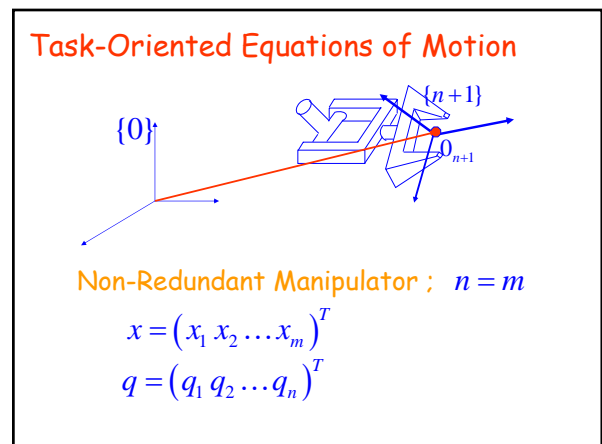 Task-Oriented Equations of Motion
{n+1}
{0}
0ₙ₊₁
Non-Redundant Manipulator ; n = m
x = (x₁ x₂ … xₘ)ᵀ
q = (q₁ q₂ … qₙ)ᵀ